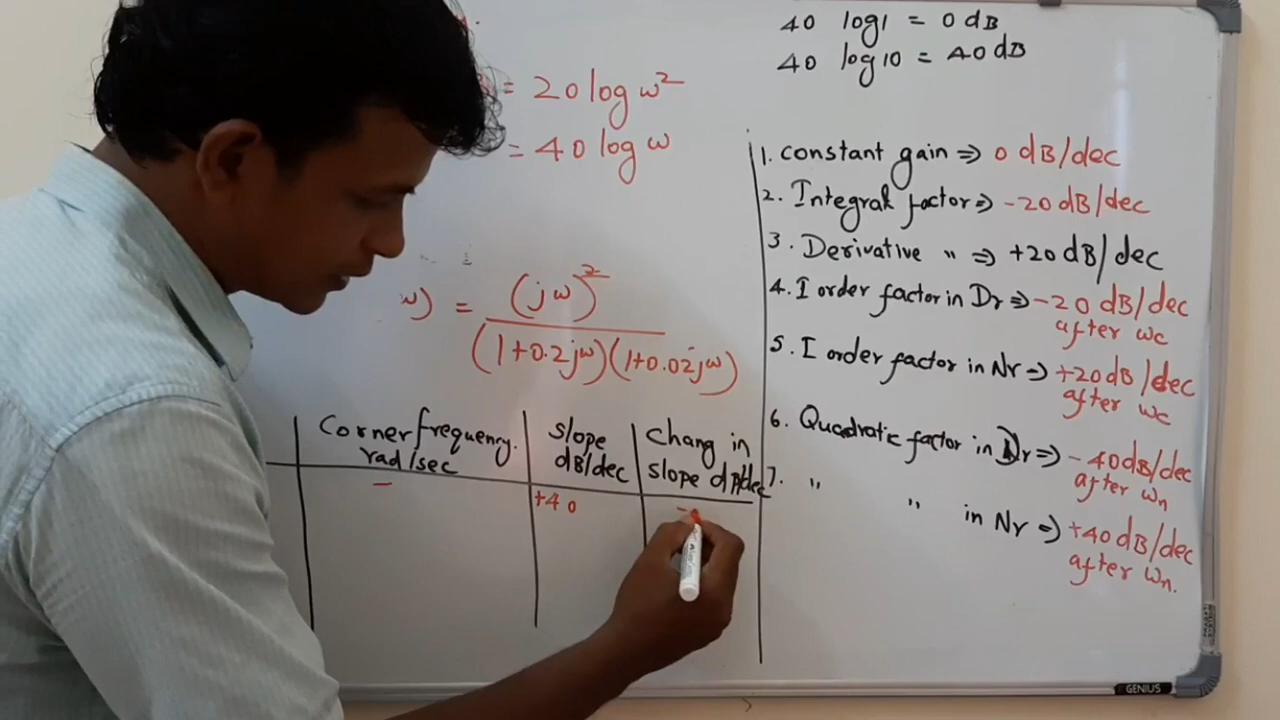 40 log1 = 0 dB
40 log10 = 40 dB
= 20 log ω²
= 40 log ω
ω) = (jω)²
(1+0.2jω)(1+0.02jω)
Corner frequency.
rad/sec
slope
dB/dec
Chang in
slope dB/dec
-
+40
-
1. constant gain ⇒ 0 dB/dec
2. Integral factor ⇒ -20 dB/dec
3. Derivative " ⇒ +20 dB/dec
4. I order factor in Dr ⇒ -20 dB/dec
after ωc
5. I order factor in Nr ⇒ +20 dB/dec
after ωc
6. Quadratic factor in Dr ⇒ -40 dB/dec
after ωn
7. " " in Nr ⇒ +40 dB/dec
after ωn.
GENIUS